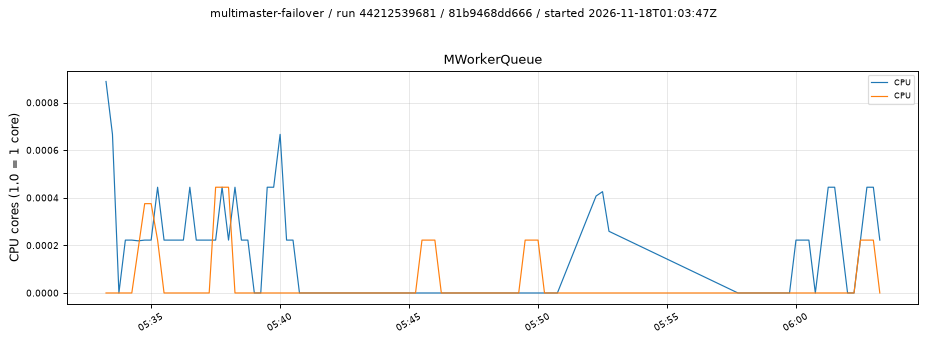 multimaster-failover / run 44212539681 / 81b9468dd666 / started 2026-11-18T01:03:47Z
MWorkerQueue
CPU
CPU
CPU cores (1.0 = 1 core)
0.0008
0.0006
0.0004
0.0002
0.0000
05:35
05:40
05:45
05:50
05:55
06:00